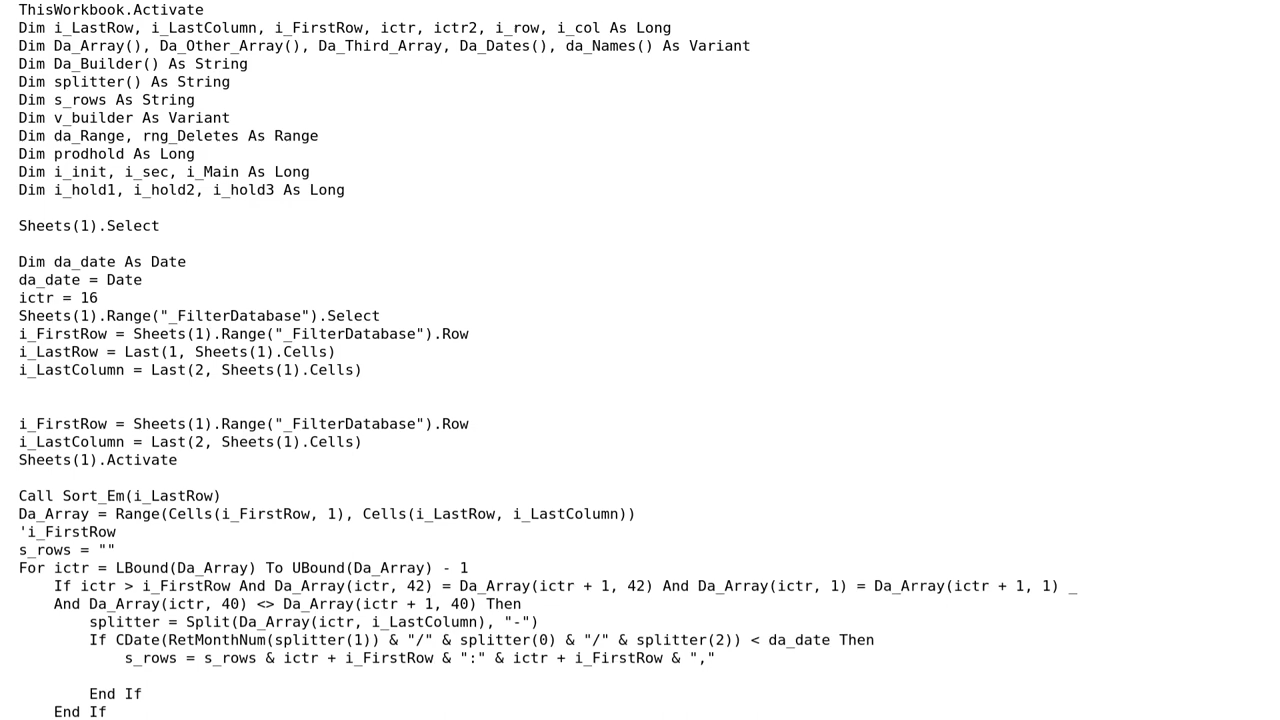 ThisWorkbook.Activate
Dim i_LastRow, i_LastColumn, i_FirstRow, ictr, ictr2, i_row, i_col As Long
Dim Da_Array(), Da_Other_Array(), Da_Third_Array, Da_Dates(), da_Names() As Variant
Dim Da_Builder() As String
Dim splitter() As String
Dim s_rows As String
Dim v_builder As Variant
Dim da_Range, rng_Deletes As Range
Dim prodhold As Long
Dim i_init, i_sec, i_Main As Long
Dim i_hold1, i_hold2, i_hold3 As Long
Sheets(1).Select
Dim da_date As Date
da_date = Date
ictr = 16
Sheets(1).Range("_FilterDatabase").Select
i_FirstRow = Sheets(1).Range("_FilterDatabase").Row
i_LastRow = Last(1, Sheets(1).Cells)
i_LastColumn = Last(2, Sheets(1).Cells)
i_FirstRow = Sheets(1).Range("_FilterDatabase").Row
i_LastColumn = Last(2, Sheets(1).Cells)
Sheets(1).Activate
Call Sort_Em(i_LastRow)
Da_Array = Range(Cells(i_FirstRow, 1), Cells(i_LastRow, i_LastColumn))
'i_FirstRow
s_rows = ""
For ictr = LBound(Da_Array) To UBound(Da_Array) - 1
    If ictr > i_FirstRow And Da_Array(ictr, 42) = Da_Array(ictr + 1, 42) And Da_Array(ictr, 1) = Da_Array(ictr + 1, 1) _
    And Da_Array(ictr, 40) <> Da_Array(ictr + 1, 40) Then
        splitter = Split(Da_Array(ictr, i_LastColumn), "-")
        If CDate(RetMonthNum(splitter(1)) & "/" & splitter(0) & "/" & splitter(2)) < da_date Then
            s_rows = s_rows & ictr + i_FirstRow & ":" & ictr + i_FirstRow & ","
        End If
    End If